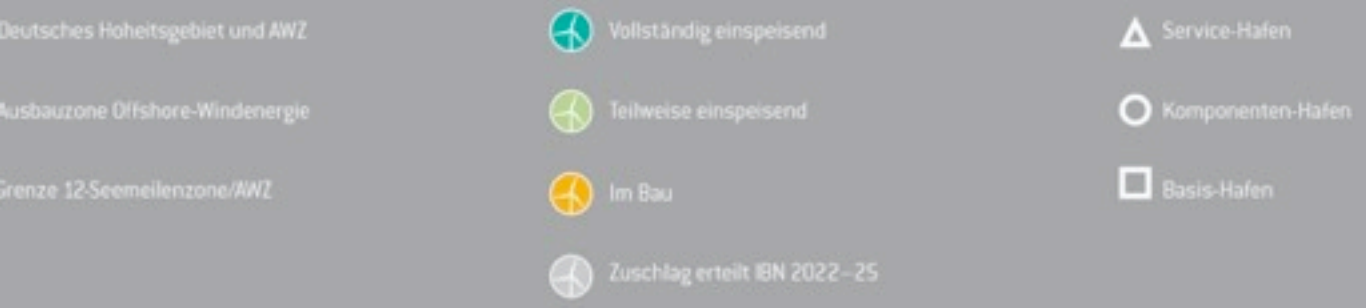 Deutsches Hoheitsgebiet und AWZ
Ausbauzone Offshore-Windenergie
Grenze 12-Seemeilenzone/AWZ
Vollständig einspeisend
Teilweise einspeisend
Im Bau
Zuschlag erteilt IBN 2022–25
Service-Hafen
Komponenten-Hafen
Basis-Hafen